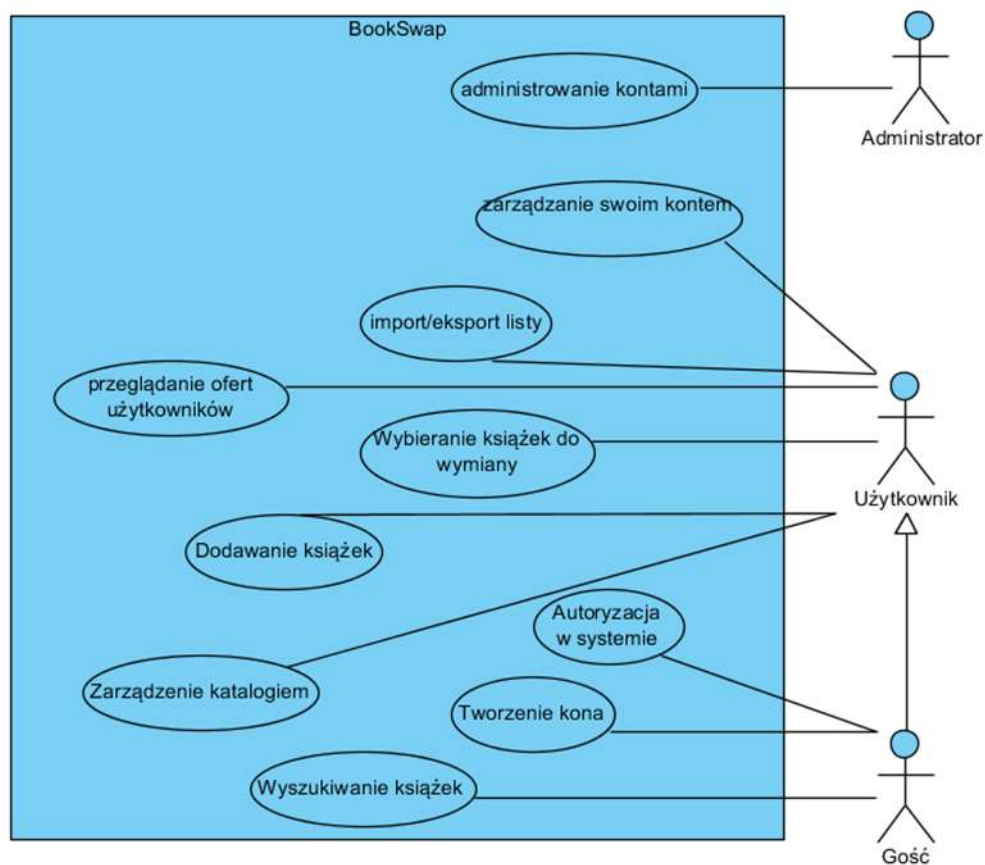 BookSwap
administrowanie kontami
Administrator
zarządzanie swoim kontem
import/eksport listy
przeglądanie ofert
użytkowników
Wybieranie książek do
wymiany
Użytkownik
Dodawanie książek
Autoryzacja
w systemie
Zarządzenie katalogiem
Tworzenie kona
Wyszukiwanie książek
Gość